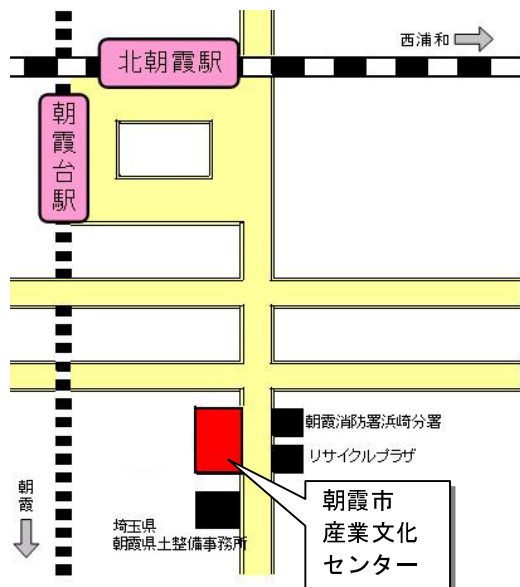 西浦和
北朝霞駅
朝霞台駅
朝霞消防署浜崎分署
リサイクルプラザ
朝霞
埼玉県
朝霞県土整備事務所
朝霞市
産業文化
センター